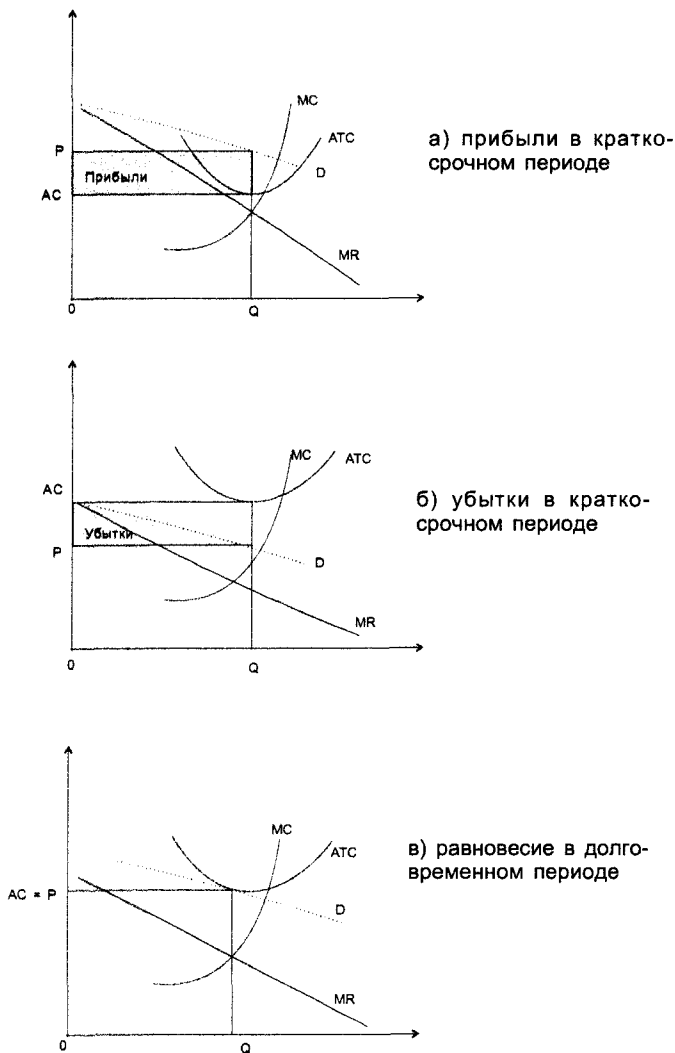 MC
ATC
а) прибыли в кратко-
срочном периоде
P
D
Прибыли
AC
MR
0
Q
MC
ATC
AC
б) убытки в кратко-
срочном периоде
Убытки
P
D
MR
0
Q
MC
ATC
в) равновесие в долго-
временном периоде
AC = P
D
MR
0
Q